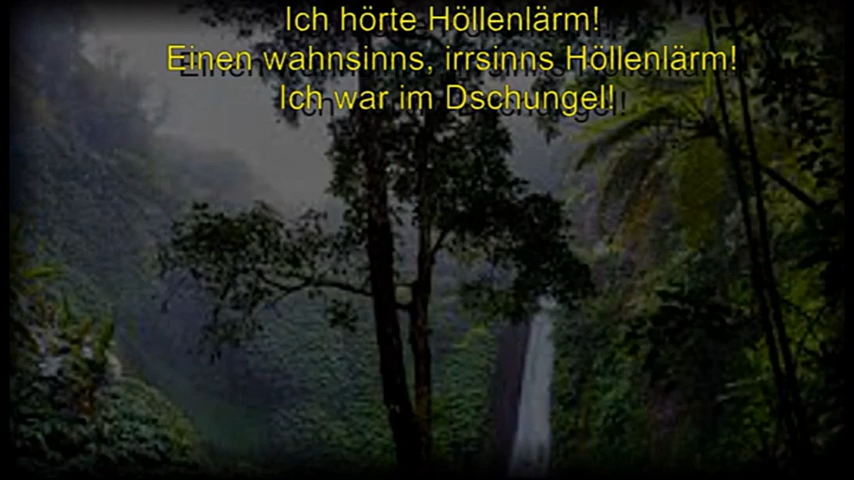 Ich hörte Höllenlärm!
Einen wahnsinns, irrsinns Höllenlärm!
Ich war im Dschungel!